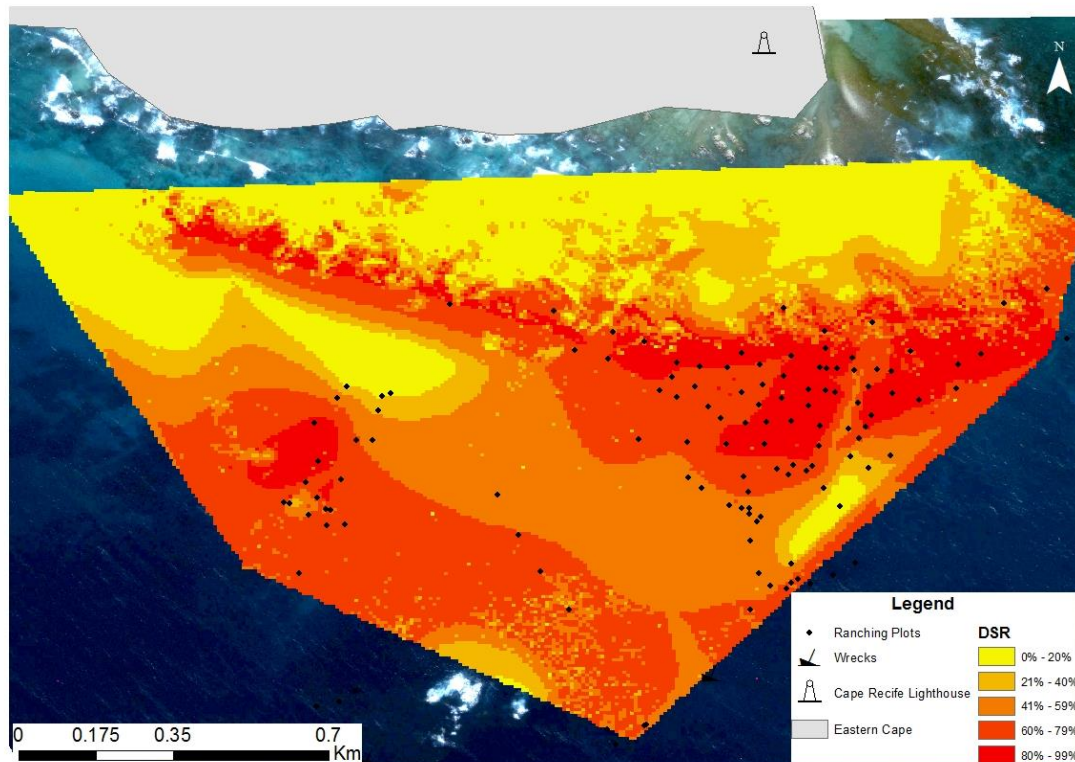 N
Legend
Ranching Plots
Wrecks
Cape Recife Lighthouse
Eastern Cape
DSR
0% - 20%
21% - 40%
41% - 59%
60% - 79%
80% - 99%
0 0.175 0.35 0.7
Km